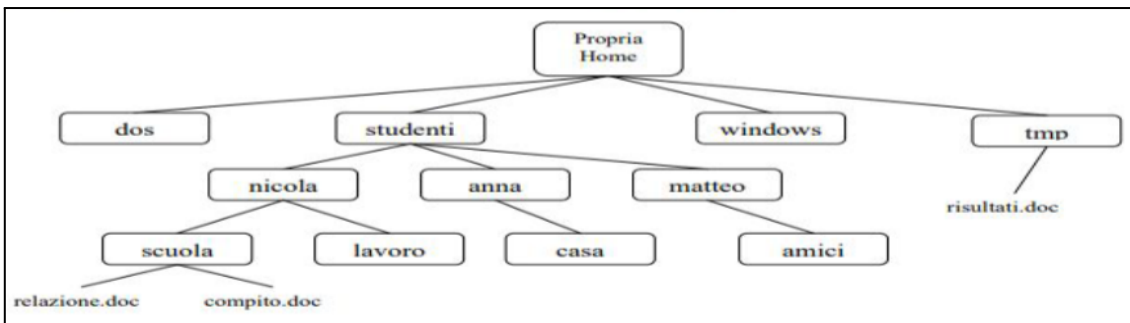 Propria
Home
dos
studenti
windows
tmp
nicola
anna
matteo
risultati.doc
scuola
lavoro
casa
amici
relazione.doc
compito.doc